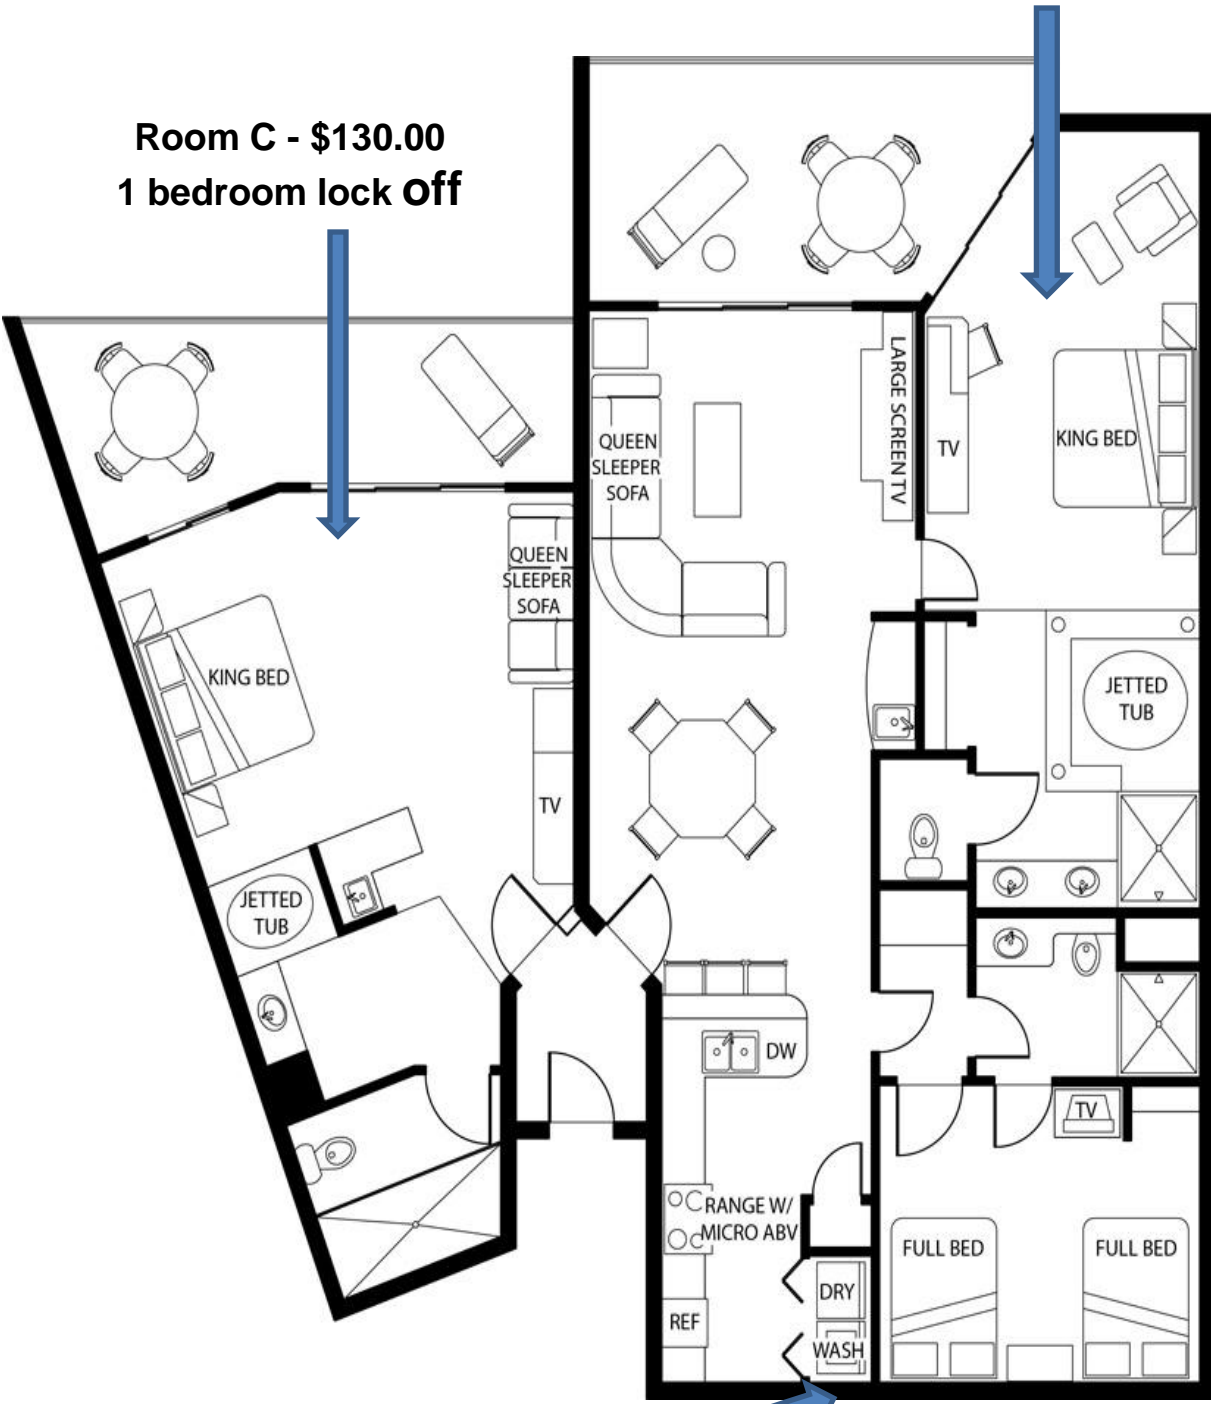 Room C - $130.00
1 bedroom lock off
LARGE SCREEN TV
QUEEN
SLEEPER
SOFA
TV
KING BED
QUEEN
SLEEPER
SOFA
KING BED
JETTED
TUB
TV
JETTED
TUB
DW
TV
RANGE W/
MICRO ABV
FULL BED
FULL BED
DRY
REF
WASH